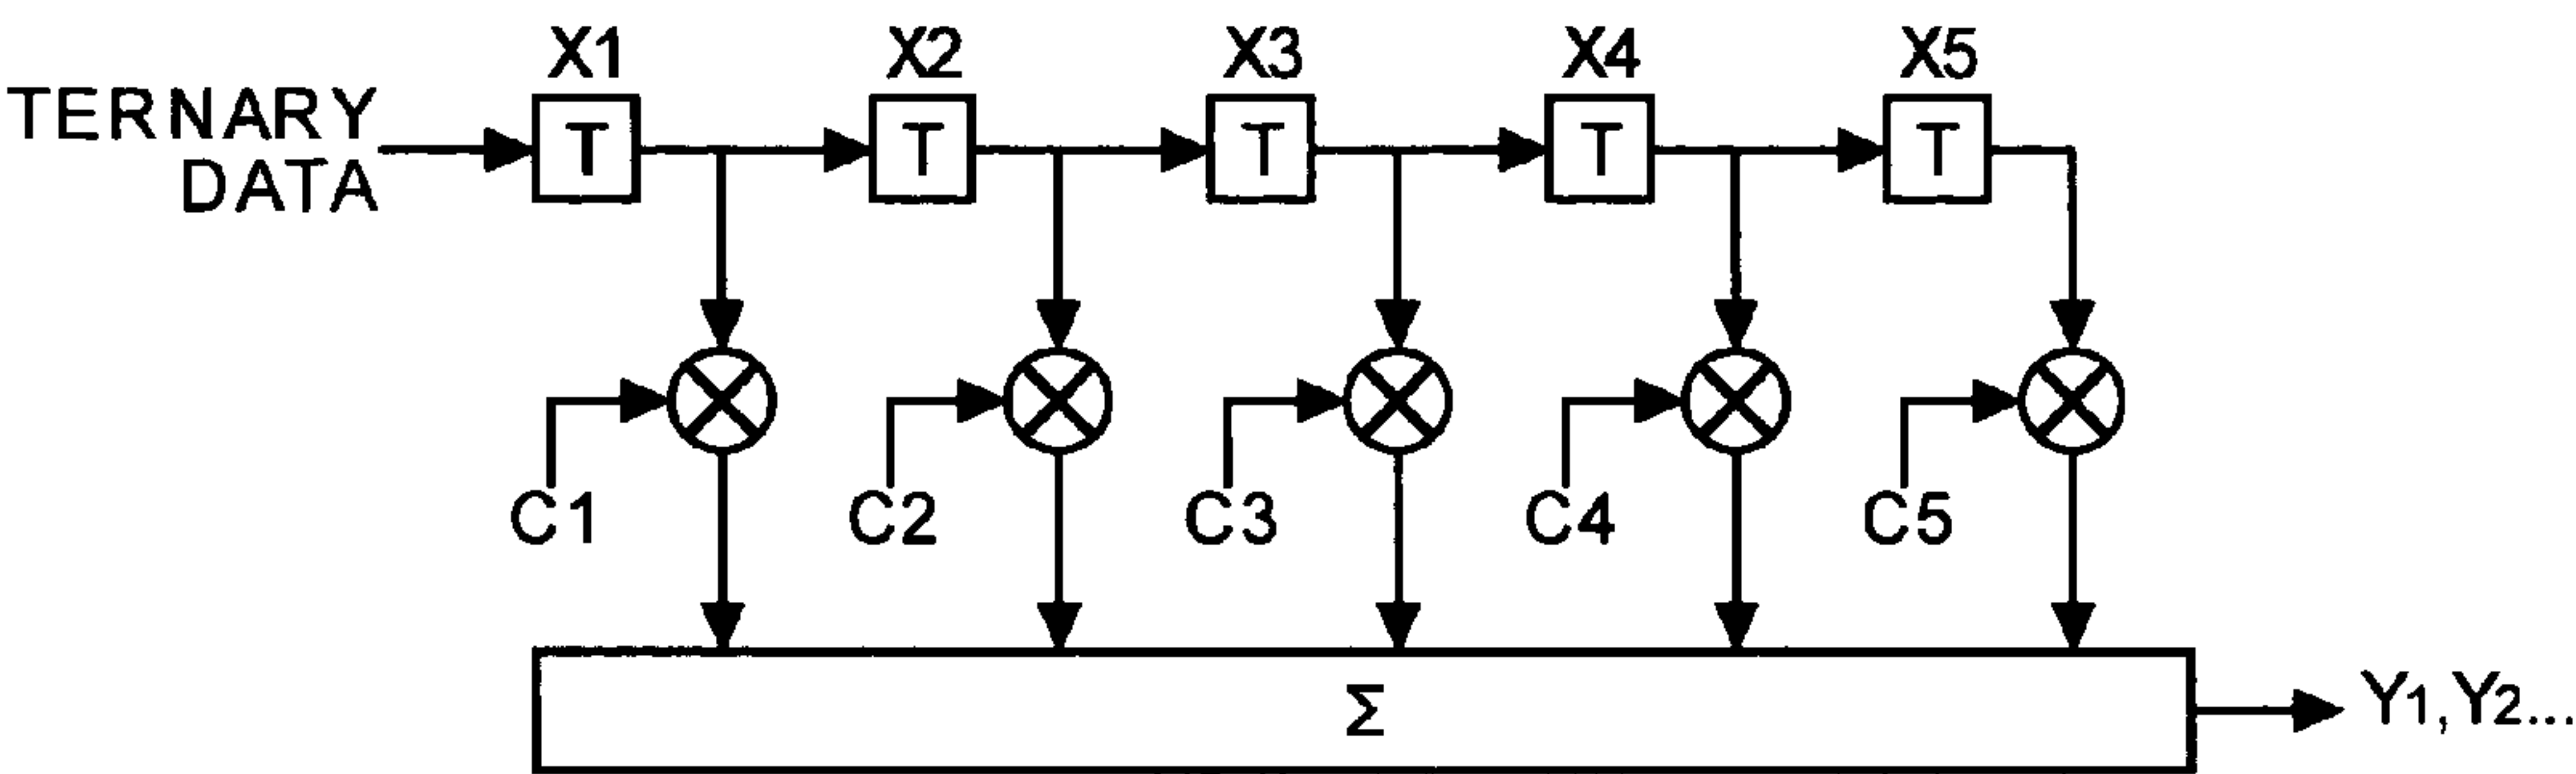 X1 X2 X3 X4 X5
TERNARY
DATA
T T T T T
C1 C2 C3 C4 C5
Σ
Y1,Y2...